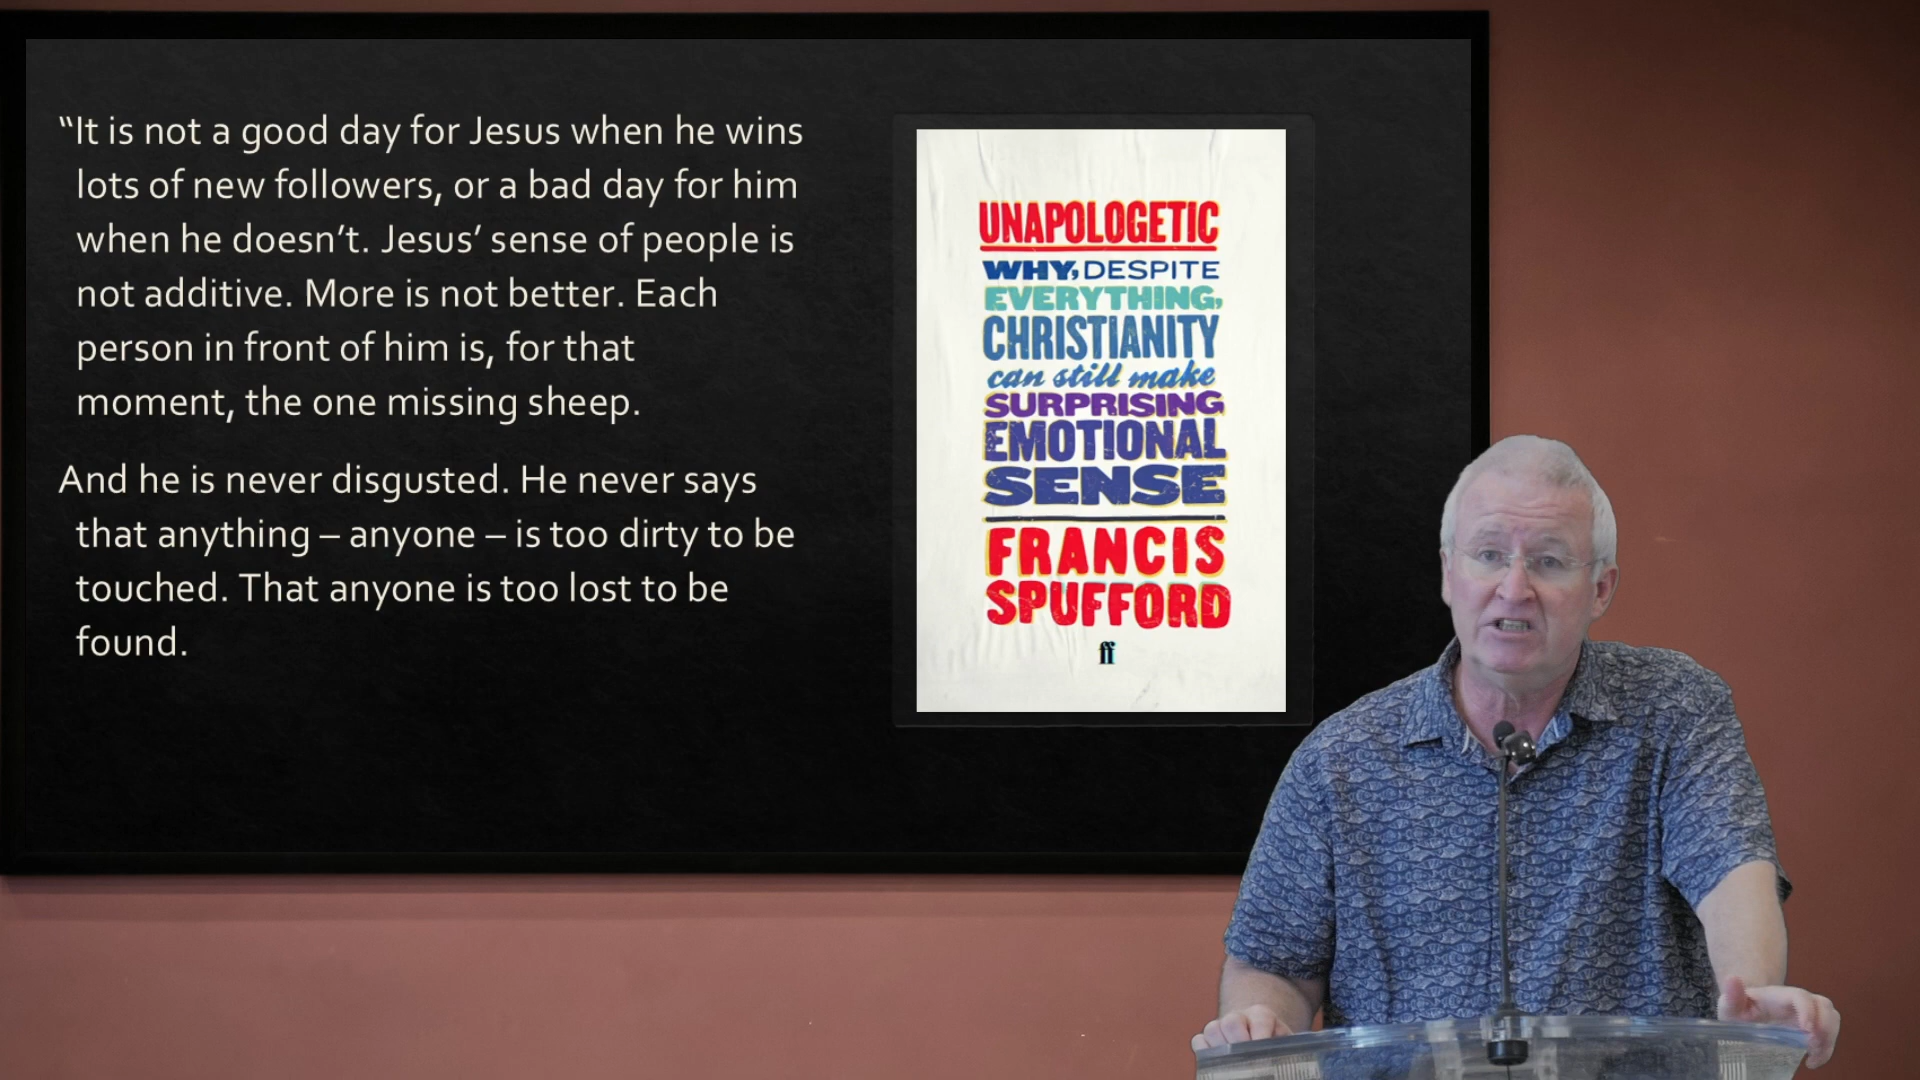 “It is not a good day for Jesus when he wins
lots of new followers, or a bad day for him
when he doesn’t. Jesus’ sense of people is
not additive. More is not better. Each
person in front of him is, for that
moment, the one missing sheep.
And he is never disgusted. He never says
that anything – anyone – is too dirty to be
touched. That anyone is too lost to be
found.
UNAPOLOGETIC
WHY, DESPITE
EVERYTHING,
CHRISTIANITY
can still make
SURPRISING
EMOTIONAL
SENSE
FRANCIS
SPUFFORD
ff